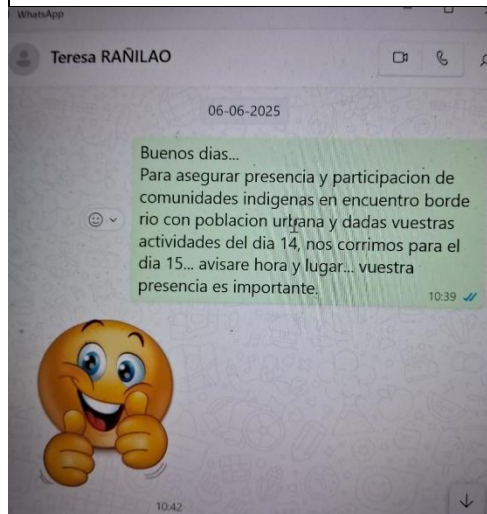 WhatsApp
Teresa RAÑILAO
06-06-2025
Buenos dias...
Para asegurar presencia y participacion de
comunidades indigenas en encuentro borde
rio con poblacion urbana y dadas vuestras
actividades del dia 14, nos corrimos para el
dia 15... avisare hora y lugar... vuestra
presencia es importante.
10:39
10:42